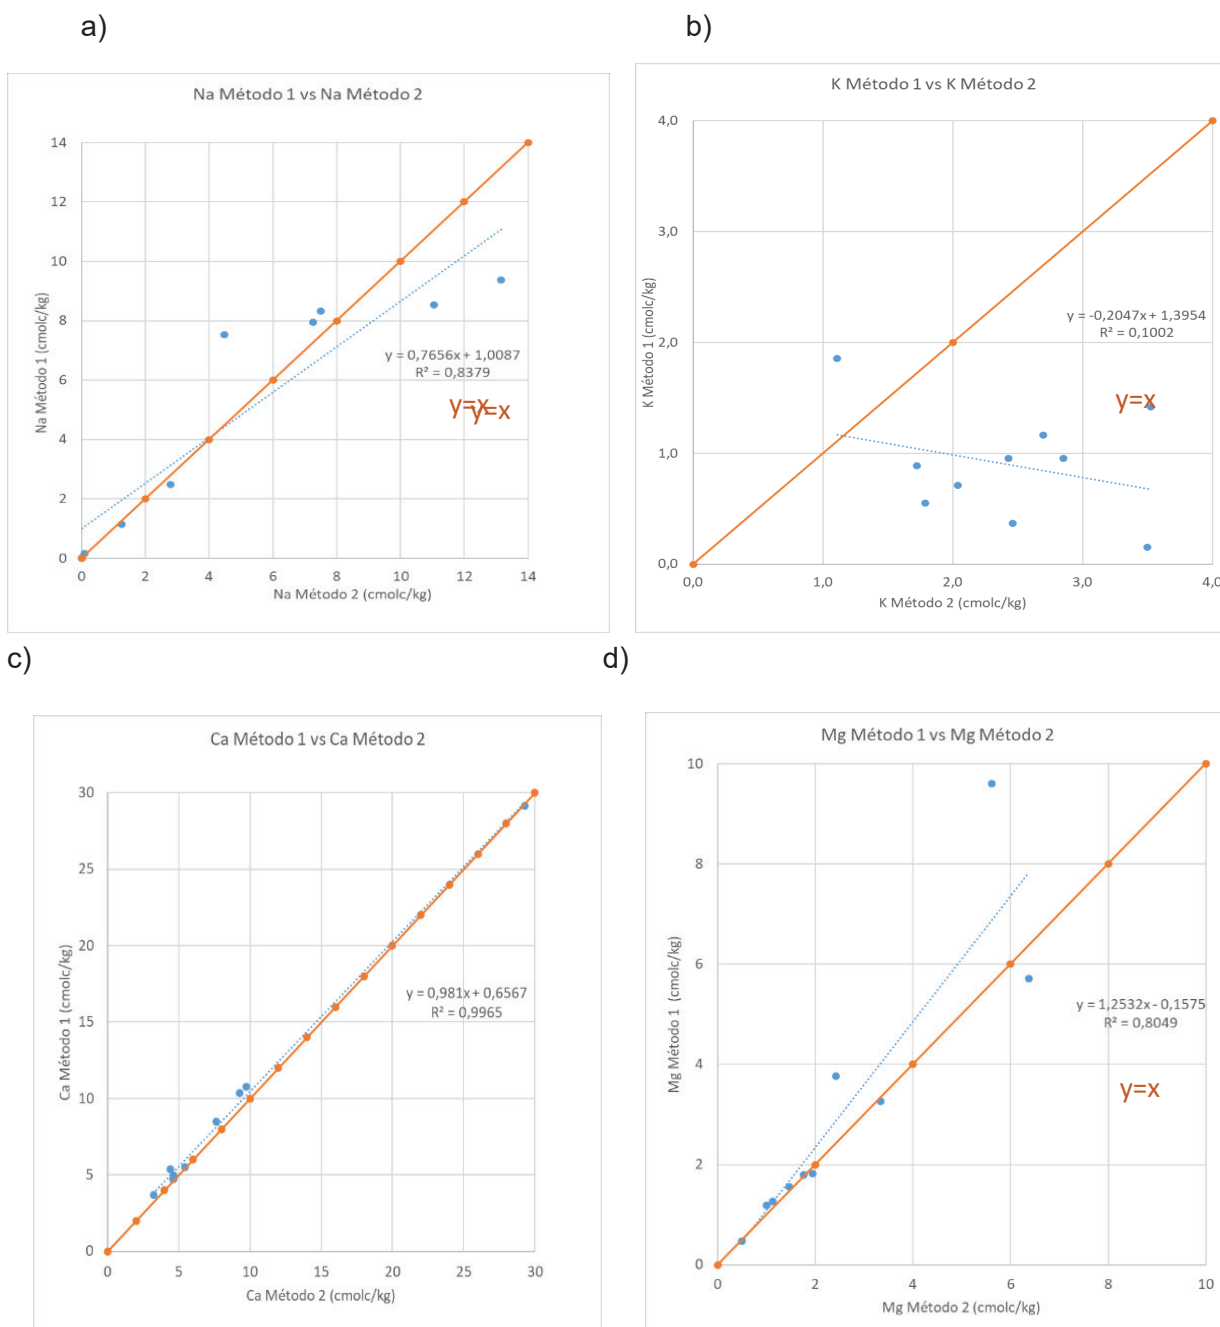 a)
Na Método 1 vs Na Método 2
14
12
10
8
6
4
2
0
0 2 4 6 8 10 12 14
Na Método 1 (cmolc/kg)
Na Método 2 (cmolc/kg)
y = 0,7656x + 1,0087
R² = 0,8379
y=x
y=x
b)
K Método 1 vs K Método 2
4,0
3,0
2,0
1,0
0,0
0,0 1,0 2,0 3,0 4,0
K Método 1 (cmolc/kg)
K Método 2 (cmolc/kg)
y = -0,2047x + 1,3954
R² = 0,1002
y=x
c)
Ca Método 1 vs Ca Método 2
30
25
20
15
10
5
0
0 5 10 15 20 25 30
Ca Método 1 (cmolc/kg)
Ca Método 2 (cmolc/kg)
y = 0,981x + 0,6567
R² = 0,9965
d)
Mg Método 1 vs Mg Método 2
10
8
6
4
2
0
0 2 4 6 8 10
Mg Método 1 (cmolc/kg)
Mg Método 2 (cmolc/kg)
y = 1,2532x - 0,1575
R² = 0,8049
y=x